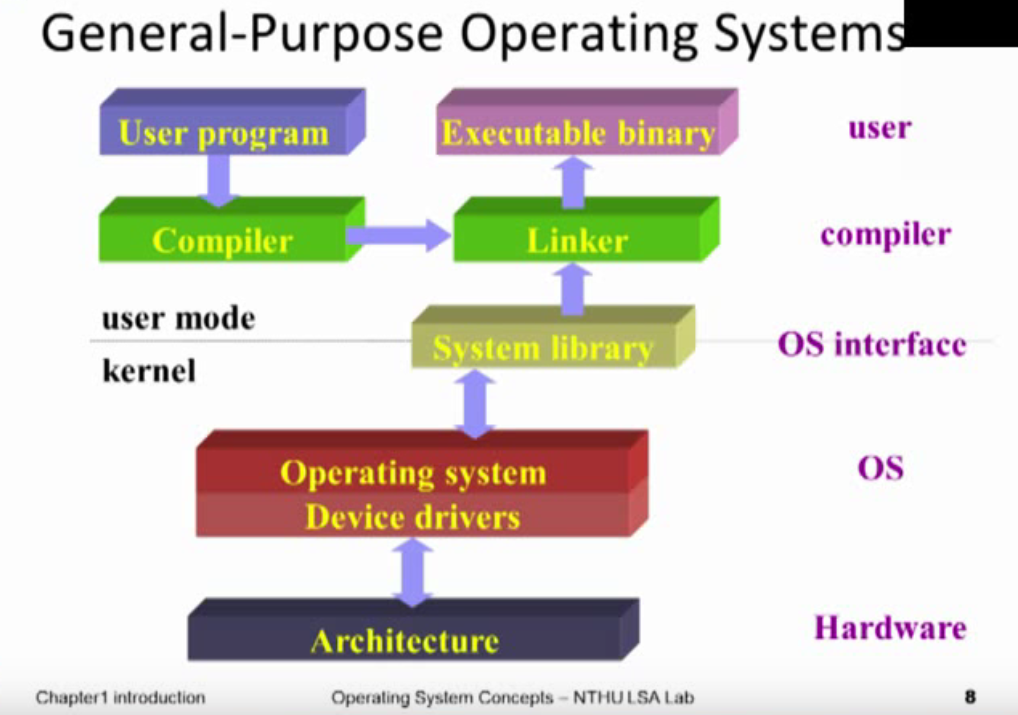 General-Purpose Operating Systems
User program
Executable binary
user
Compiler
Linker
compiler
user mode
System library
OS interface
kernel
Operating system
OS
Device drivers
Architecture
Hardware
Chapter1 introduction
Operating System Concepts – NTHU LSA Lab
8